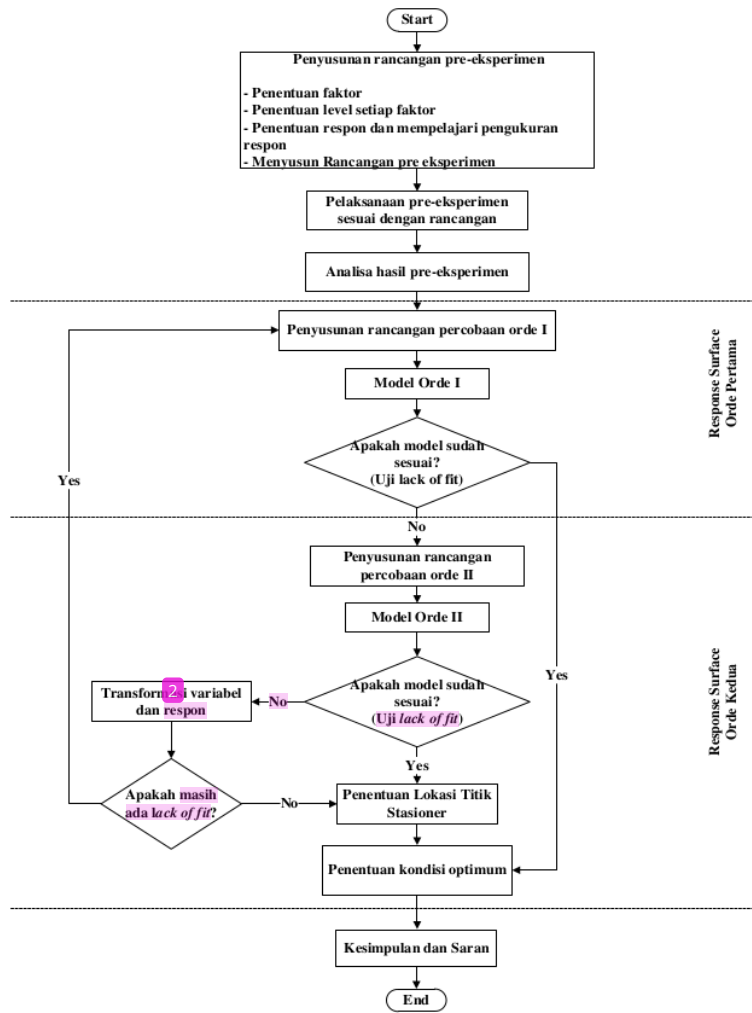 Start
Penyusunan rancangan pre-eksperimen
- Penentuan faktor
- Penentuan level setiap faktor
- Penentuan respon dan mempelajari pengukuran
respon
- Menyusun Rancangan pre eksperimen
Pelaksanaan pre-eksperimen
sesuai dengan rancangan
Analisa hasil pre-eksperimen
Penyusunan rancangan percobaan orde I
Response Surface
Orde Pertama
Model Orde I
Apakah model sudah
sesuai?
(Uji lack of fit)
Yes
No
Penyusunan rancangan
percobaan orde II
Model Orde II
Yes
Response Surface
Orde Kedua
Apakah model sudah
sesuai?
(Uji lack of fit)
No
2
variabel
dan respon
Yes
Apakah masih
ada lack of fit?
No
Penentuan Lokasi Titik
Stasioner
Penentuan kondisi optimum
Kesimpulan dan Saran
End